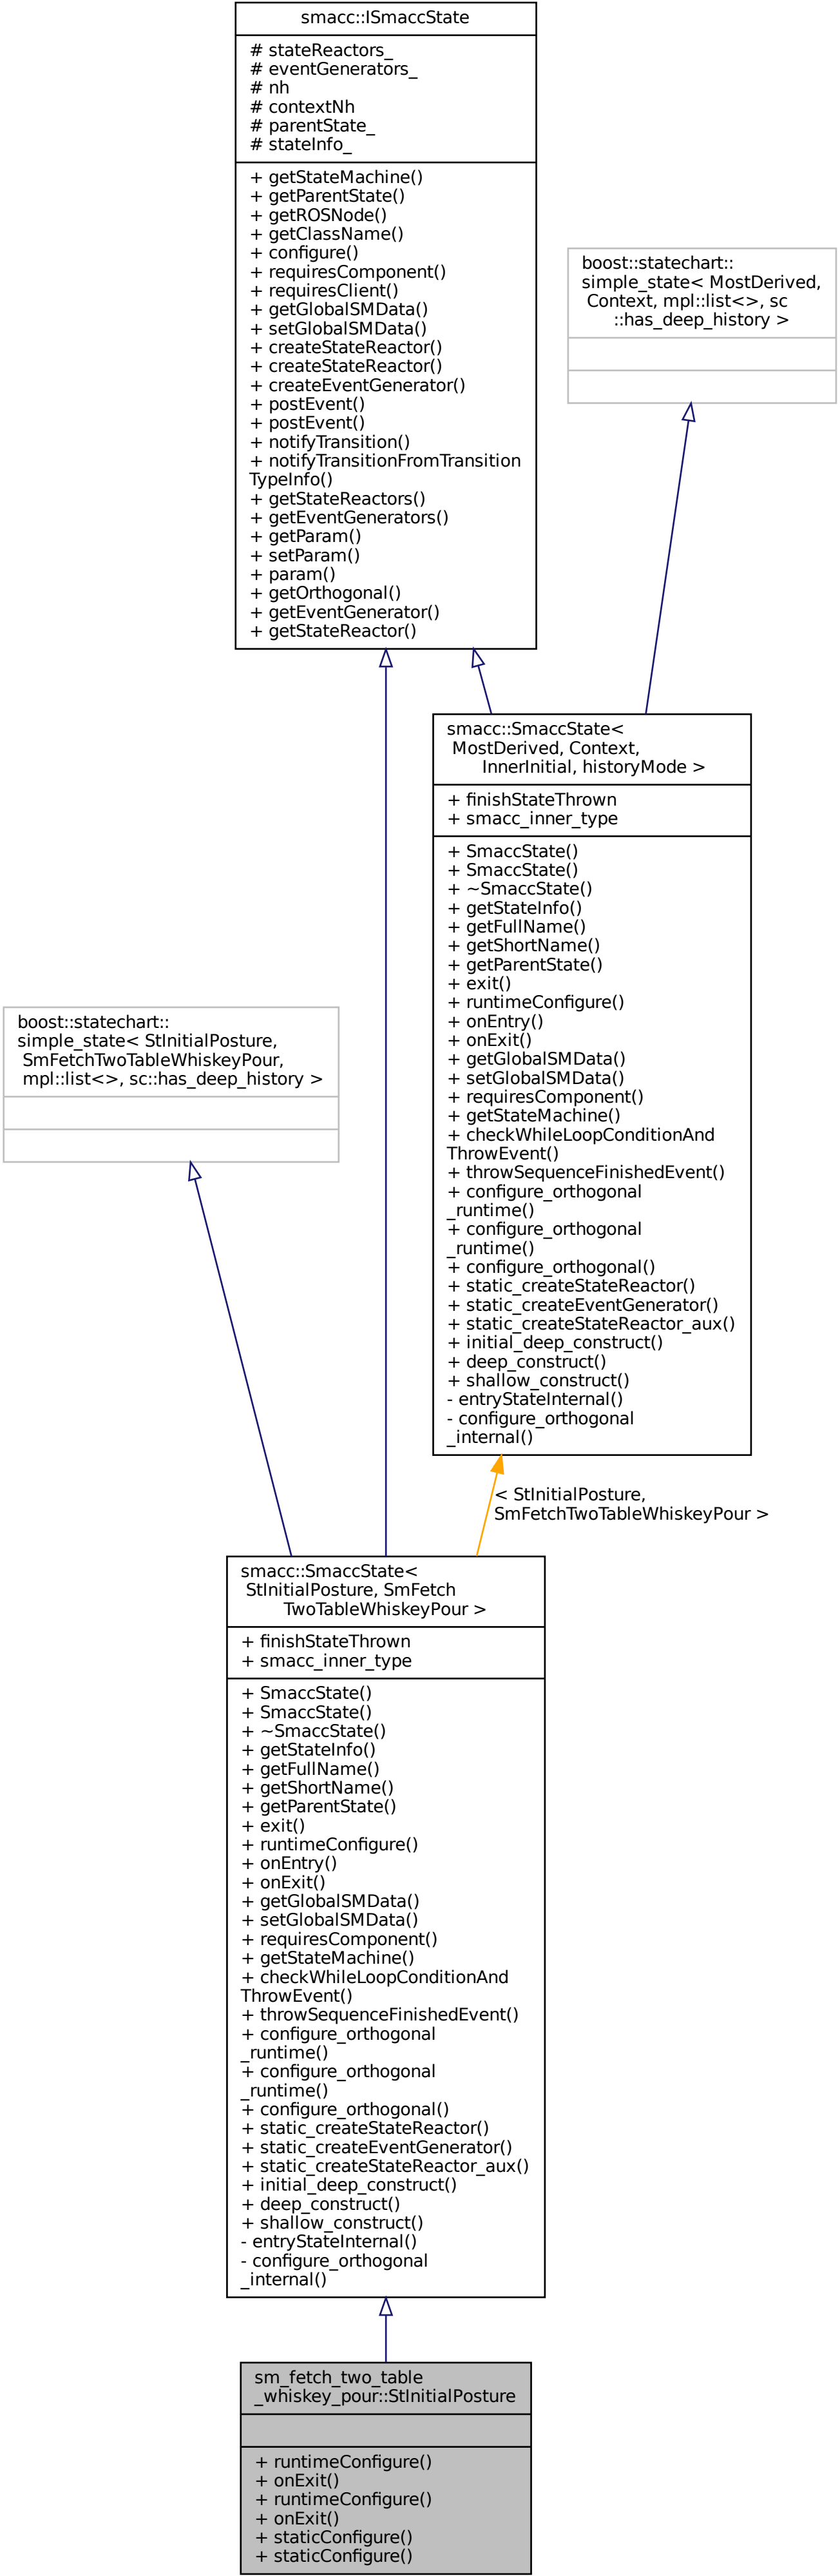 smacc::ISmaccState
# stateReactors_
# eventGenerators_
# nh
# contextNh
# parentState_
# stateInfo_
+ getStateMachine()
+ getParentState()
+ getROSNode()
+ getClassName()
+ configure()
+ requiresComponent()
+ requiresClient()
+ getGlobalSMData()
+ setGlobalSMData()
+ createStateReactor()
+ createStateReactor()
+ createEventGenerator()
+ postEvent()
+ postEvent()
+ notifyTransition()
+ notifyTransitionFromTransition
TypeInfo()
+ getStateReactors()
+ getEventGenerators()
+ getParam()
+ setParam()
+ param()
+ getOrthogonal()
+ getEventGenerator()
+ getStateReactor()
boost::statechart::
simple_state< MostDerived,
Context, mpl::list<>, sc
::has_deep_history >
smacc::SmaccState<
MostDerived, Context,
InnerInitial, historyMode >
+ finishStateThrown
+ smacc_inner_type
+ SmaccState()
+ SmaccState()
+ ~SmaccState()
+ getStateInfo()
+ getFullName()
+ getShortName()
+ getParentState()
+ exit()
+ runtimeConfigure()
+ onEntry()
+ onExit()
+ getGlobalSMData()
+ setGlobalSMData()
+ requiresComponent()
+ getStateMachine()
+ checkWhileLoopConditionAnd
ThrowEvent()
+ throwSequenceFinishedEvent()
+ configure_orthogonal
_runtime()
+ configure_orthogonal
_runtime()
+ configure_orthogonal()
+ static_createStateReactor()
+ static_createEventGenerator()
+ static_createStateReactor_aux()
+ initial_deep_construct()
+ deep_construct()
+ shallow_construct()
- entryStateInternal()
- configure_orthogonal
_internal()
boost::statechart::
simple_state< StInitialPosture,
SmFetchTwoTableWhiskeyPour,
mpl::list<>, sc::has_deep_history >
< StInitialPosture,
SmFetchTwoTableWhiskeyPour >
smacc::SmaccState<
StInitialPosture, SmFetch
TwoTableWhiskeyPour >
+ finishStateThrown
+ smacc_inner_type
+ SmaccState()
+ SmaccState()
+ ~SmaccState()
+ getStateInfo()
+ getFullName()
+ getShortName()
+ getParentState()
+ exit()
+ runtimeConfigure()
+ onEntry()
+ onExit()
+ getGlobalSMData()
+ setGlobalSMData()
+ requiresComponent()
+ getStateMachine()
+ checkWhileLoopConditionAnd
ThrowEvent()
+ throwSequenceFinishedEvent()
+ configure_orthogonal
_runtime()
+ configure_orthogonal
_runtime()
+ configure_orthogonal()
+ static_createStateReactor()
+ static_createEventGenerator()
+ static_createStateReactor_aux()
+ initial_deep_construct()
+ deep_construct()
+ shallow_construct()
- entryStateInternal()
- configure_orthogonal
_internal()
sm_fetch_two_table
_whiskey_pour::StInitialPosture
+ runtimeConfigure()
+ onExit()
+ runtimeConfigure()
+ onExit()
+ staticConfigure()
+ staticConfigure()